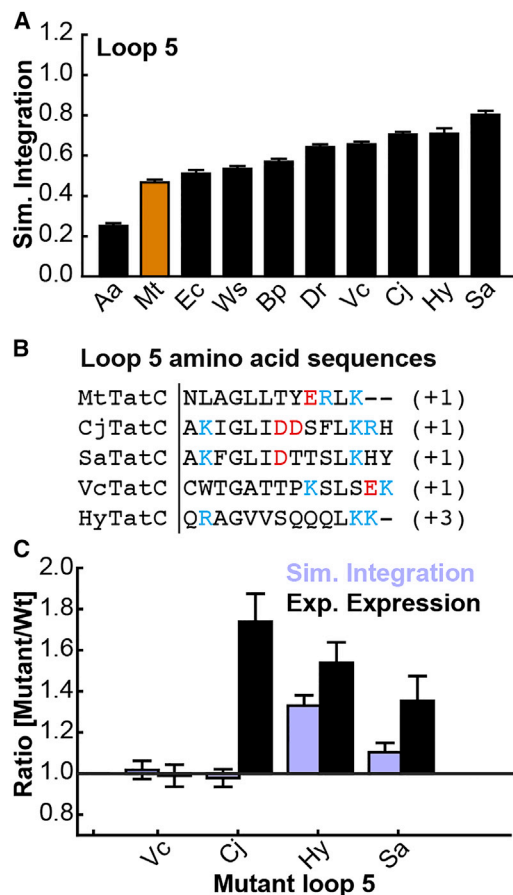 A
Loop 5
Sim. Integration
1.2
1.0
0.8
0.6
0.4
0.2
0.0
Aa Mt Ec Ws Bp Dr Vc Cj Hy Sa
B
Loop 5 amino acid sequences
MtTatC NLAGLLTYERLK-- (+1)
CjTatC AKIGLIDDSFLKRH (+1)
SaTatC AKFGLIDTTSLKHY (+1)
VcTatC CWTGATTPKSLSEK (+1)
HyTatC QRAGVVSQQQLKK- (+3)
C
Ratio [Mutant/Wt]
2.0
1.8
1.6
1.4
1.2
1.0
0.8
Sim. Integration
Exp. Expression
Vc Cj Hy Sa
Mutant loop 5